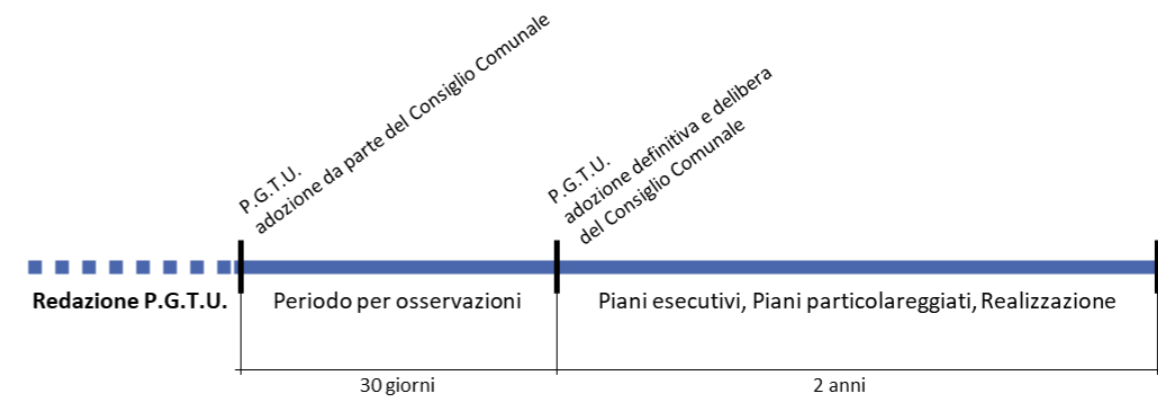 P.G.T.U.
adozione da parte del Consiglio Comunale
P.G.T.U.
adozione definitiva e delibera
del Consiglio Comunale
Redazione P.G.T.U.
Periodo per osservazioni
Piani esecutivi, Piani particolareggiati, Realizzazione
30 giorni
2 anni